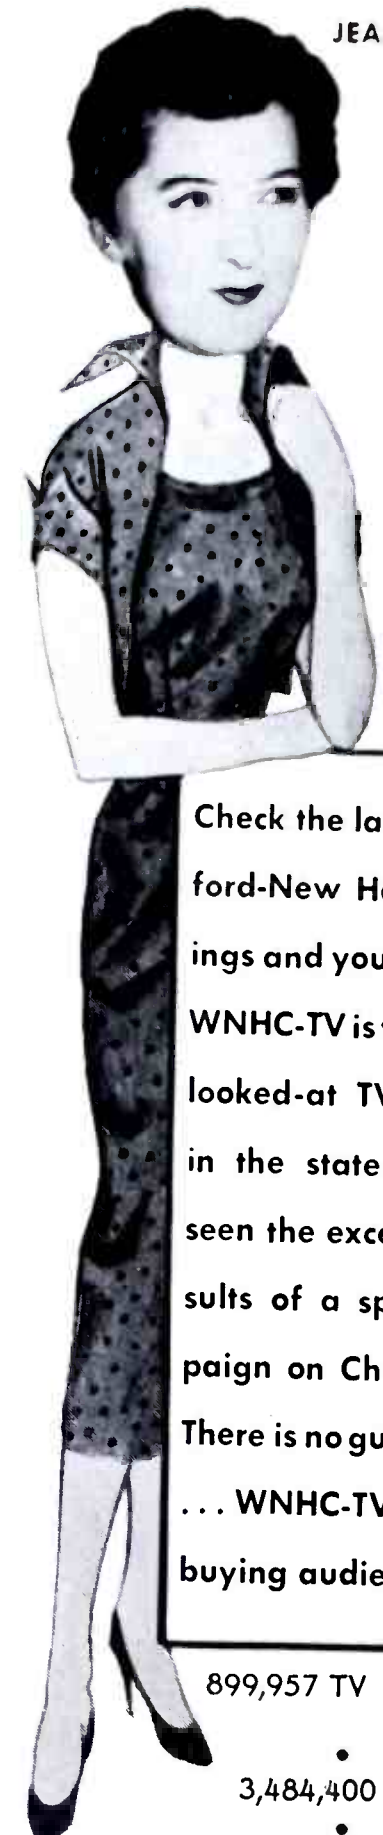 JEA
Check the la
ford-New Ha
ings and you
WNHC-TV is
looked-at TV
in the state
seen the exce
sults of a sp
paign on Ch
There is no gu
... WNHC-TV
buying audie
899,957 TV
•
3,484,400
•